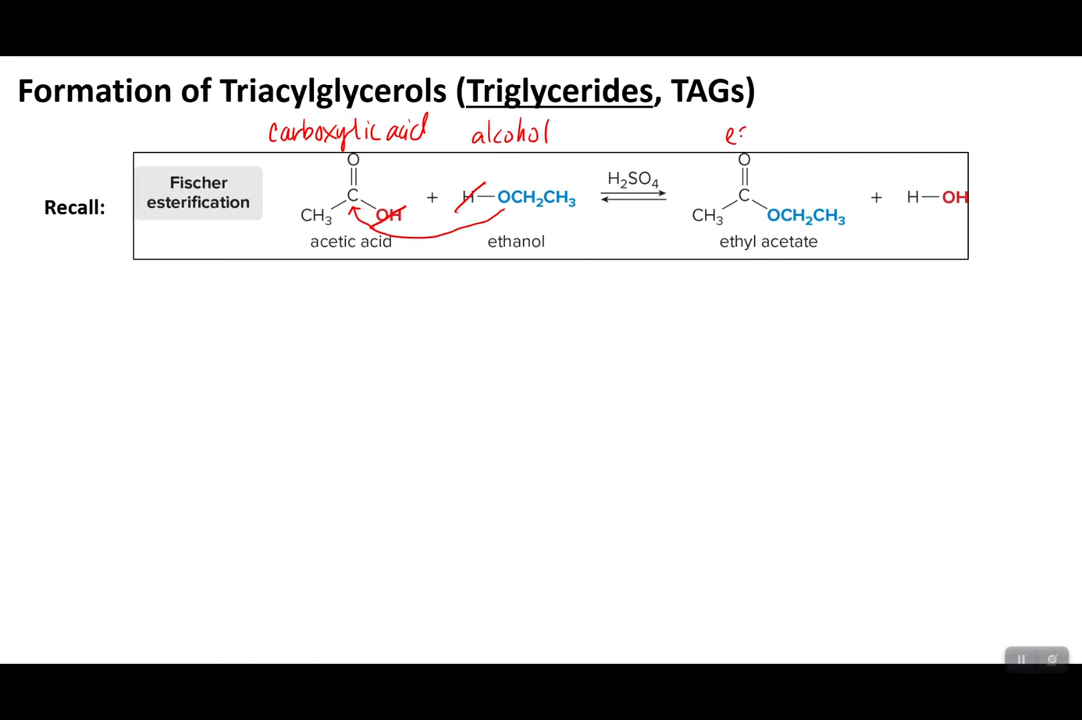 Formation of Triacylglycerols (Triglycerides, TAGs)
carboxylic acid alcohol
Recall:
Fischer esterification
O
C
CH₃ OH
+ H—OCH₂CH₃
H₂SO₄
O
C
CH₃ OCH₂CH₃
+ H—OH
acetic acid ethanol ethyl acetate